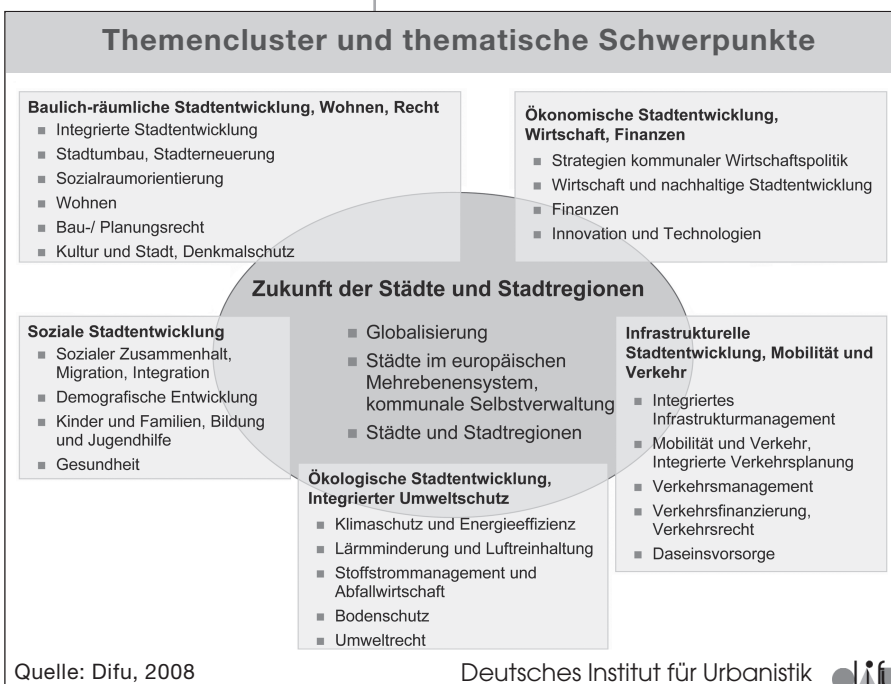 Themencluster und thematische Schwerpunkte
Baulich-räumliche Stadtentwicklung, Wohnen, Recht
Integrierte Stadtentwicklung
Stadtumbau, Stadterneuerung
Sozialraumorientierung
Wohnen
Bau-/ Planungsrecht
Kultur und Stadt, Denkmalschutz
Ökonomische Stadtentwicklung,
Wirtschaft, Finanzen
Strategien kommunaler Wirtschaftspolitik
Wirtschaft und nachhaltige Stadtentwicklung
Finanzen
Innovation und Technologien
Zukunft der Städte und Stadtregionen
Globalisierung
Städte im europäischen
Mehrebenensystem,
kommunale Selbstverwaltung
Städte und Stadtregionen
Soziale Stadtentwicklung
Sozialer Zusammenhalt,
Migration, Integration
Demografische Entwicklung
Kinder und Familien, Bildung
und Jugendhilfe
Gesundheit
Infrastrukturelle
Stadtentwicklung, Mobilität und
Verkehr
Integriertes
Infrastrukturmanagement
Mobilität und Verkehr,
Integrierte Verkehrsplanung
Verkehrsmanagement
Verkehrsfinanzierung,
Verkehrsrecht
Daseinsvorsorge
Ökologische Stadtentwicklung,
Integrierter Umweltschutz
Klimaschutz und Energieeffizienz
Lärmminderung und Luftreinhaltung
Stoffstrommanagement und
Abfallwirtschaft
Bodenschutz
Umweltrecht
Quelle: Difu, 2008
Deutsches Institut für Urbanistik